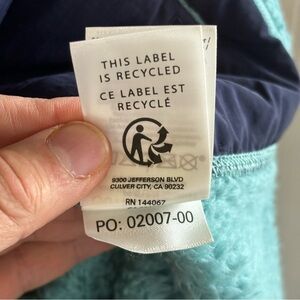 THIS LABEL
IS RECYCLED
CE LABEL EST
RECYCLÉ
9300 JEFFERSON BLVD
CULVER CITY, CA 90232
RN 144067
PO: 02007-00